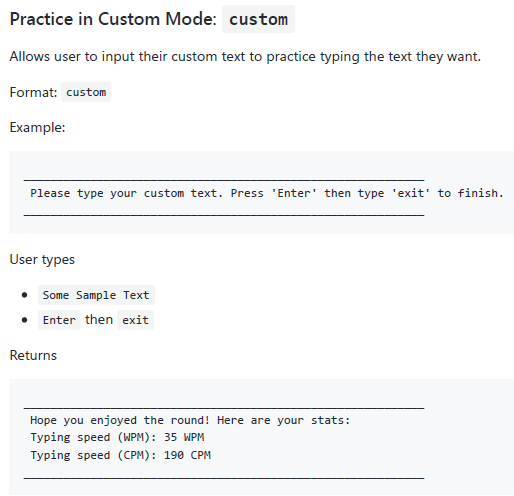 Practice in Custom Mode: custom
Allows user to input their custom text to practice typing the text they want.
Format: custom
Example:
____________________________________________________________
Please type your custom text. Press 'Enter' then type 'exit' to finish.
____________________________________________________________
User types
• Some Sample Text
• Enter then exit
Returns
____________________________________________________________
Hope you enjoyed the round! Here are your stats:
Typing speed (WPM): 35 WPM
Typing speed (CPM): 190 CPM
____________________________________________________________